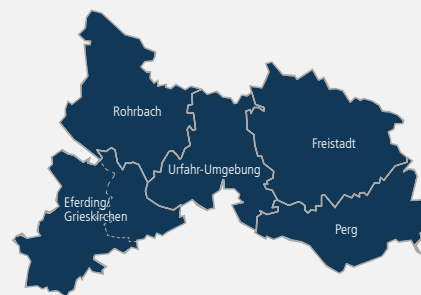 Rohrbach
Freistadt
Urfahr-Umgebung
Eferding/
Grieskirchen
Perg